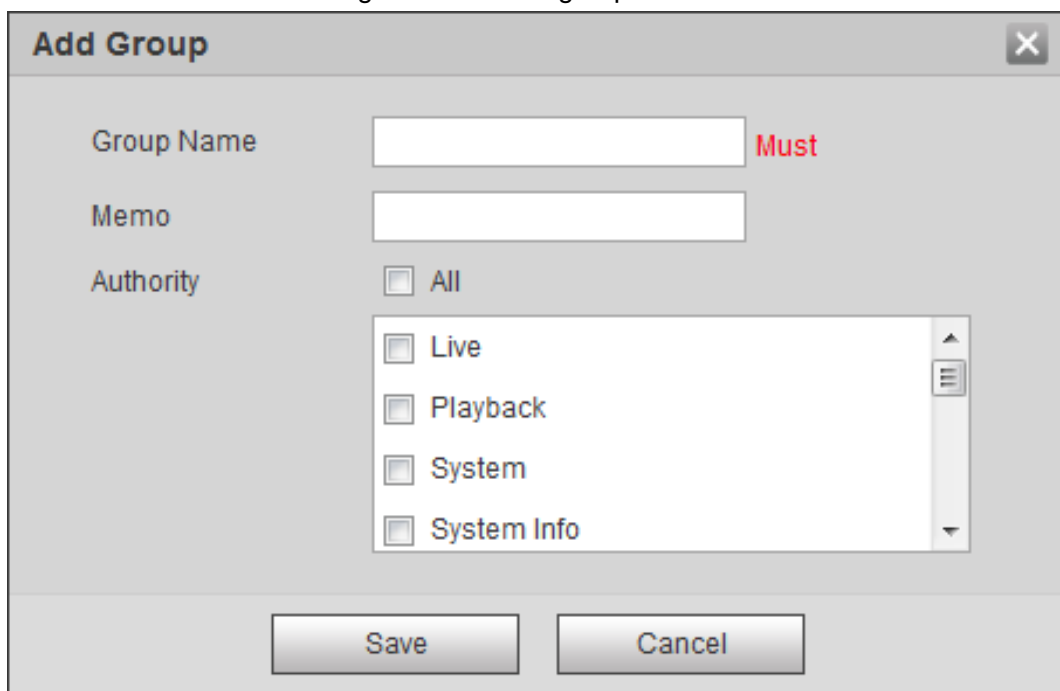 Add Group
Group Name Must
Memo
Authority All
Live
Playback
System
System Info
Save Cancel